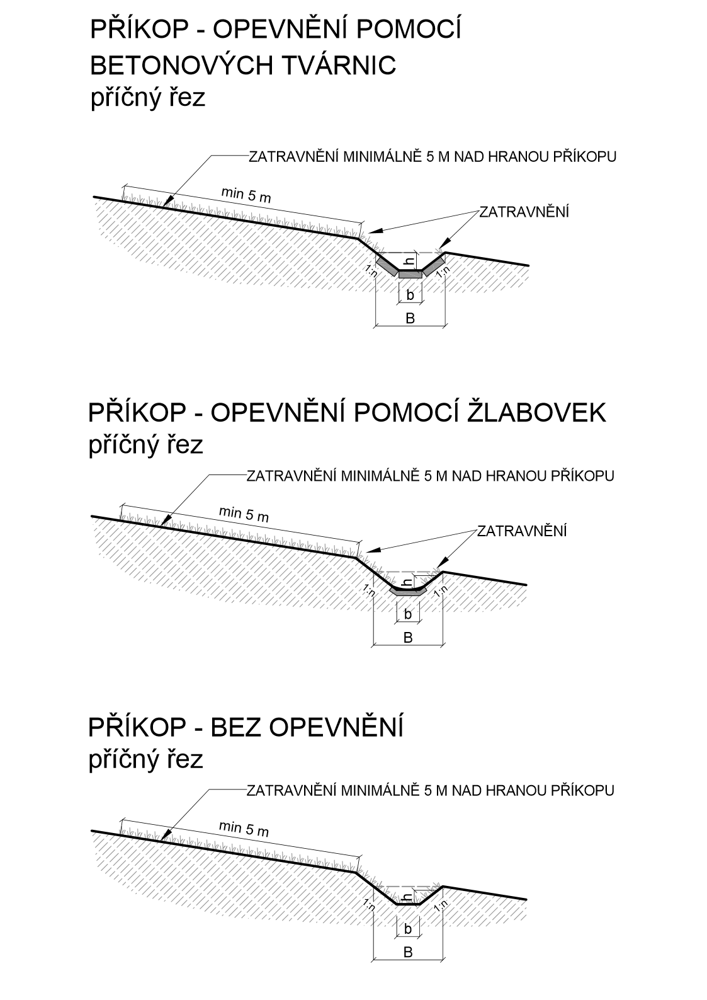 PŘÍKOP - OPEVNĚNÍ POMOCÍ
BETONOVÝCH TVÁRNIC
příčný řez
ZATRAVNĚNÍ MINIMÁLNĚ 5 M NAD HRANOU PŘÍKOPU
min 5 m
ZATRAVNĚNÍ
h
1:n
1:n
b
B
PŘÍKOP - OPEVNĚNÍ POMOCÍ ŽLABOVEK
příčný řez
ZATRAVNĚNÍ MINIMÁLNĚ 5 M NAD HRANOU PŘÍKOPU
min 5 m
ZATRAVNĚNÍ
h
1:n
1:n
b
B
PŘÍKOP - BEZ OPEVNĚNÍ
příčný řez
ZATRAVNĚNÍ MINIMÁLNĚ 5 M NAD HRANOU PŘÍKOPU
min 5 m
h
1:n
1:n
b
B